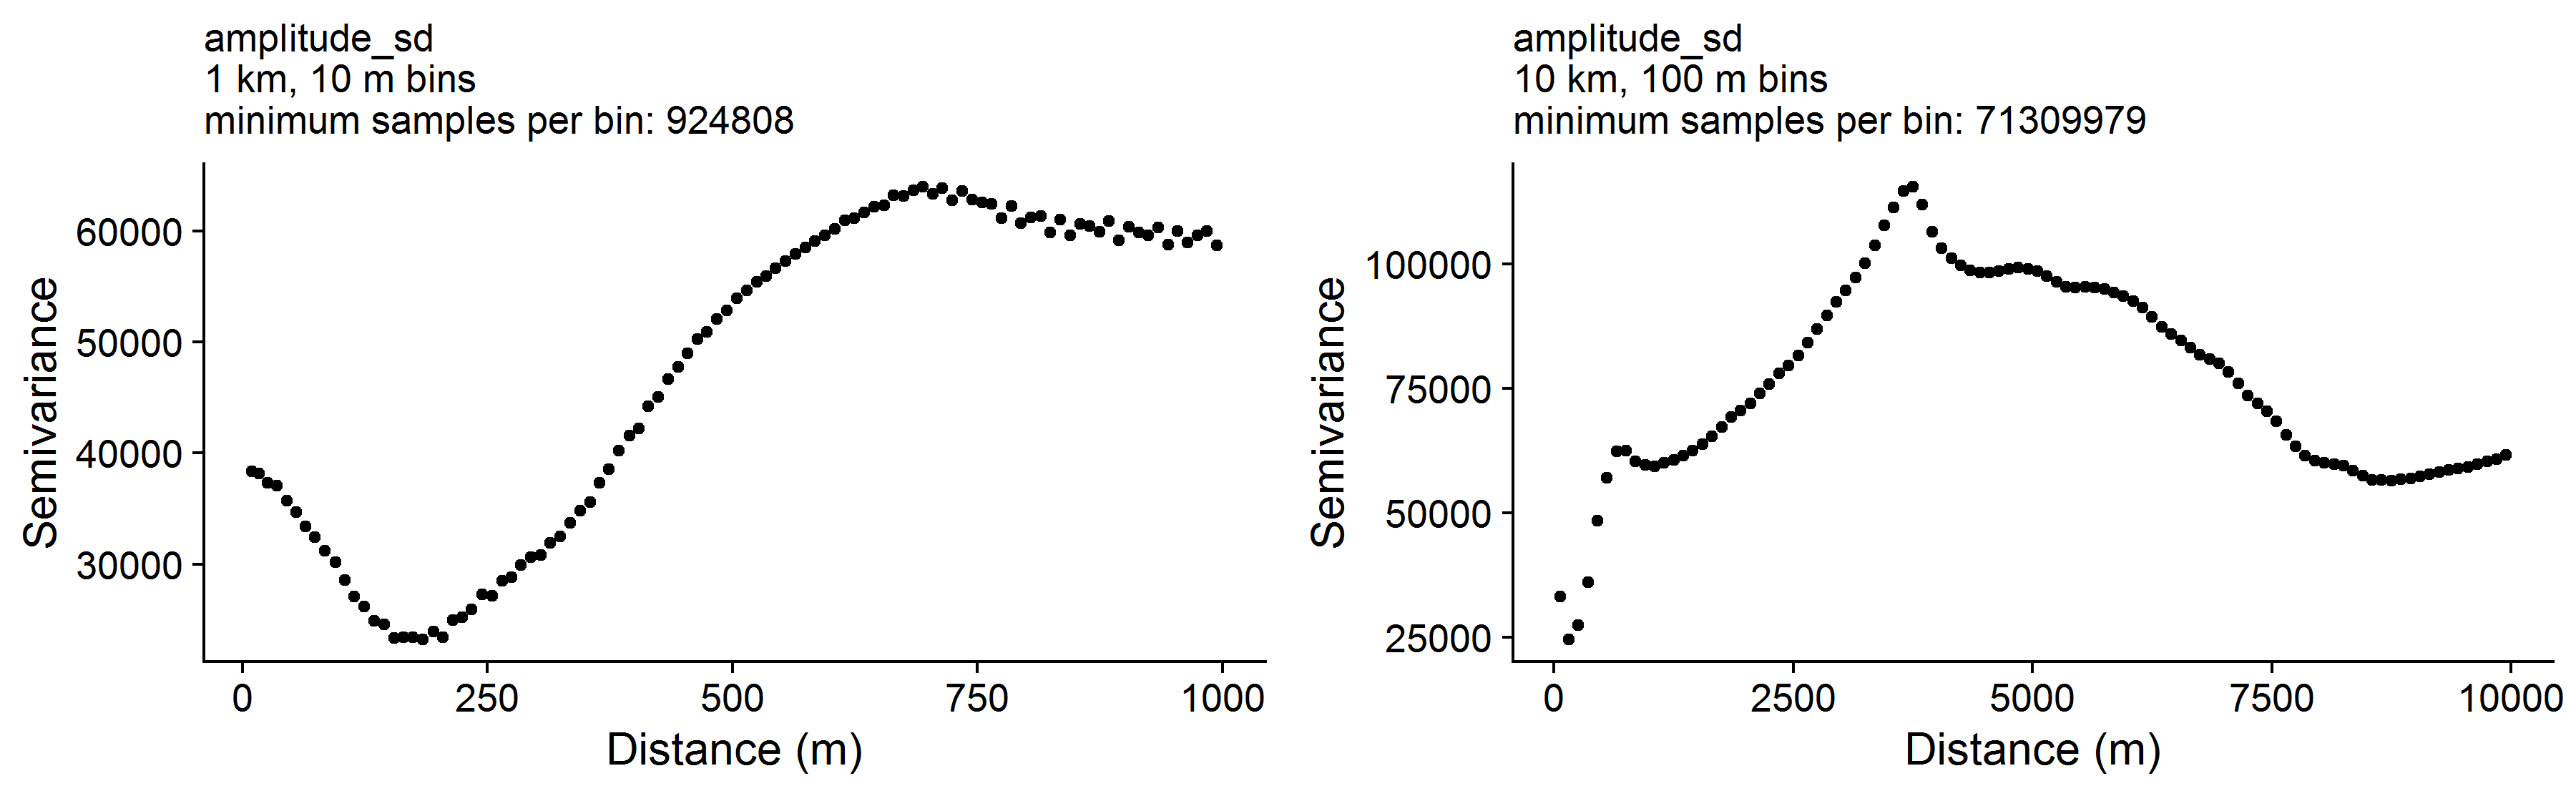 amplitude_sd
1 km, 10 m bins
minimum samples per bin: 924808
Semivariance
60000
50000
40000
30000
0 250 500 750 1000
Distance (m)
amplitude_sd
10 km, 100 m bins
minimum samples per bin: 71309979
Semivariance
100000
75000
50000
25000
0 2500 5000 7500 10000
Distance (m)